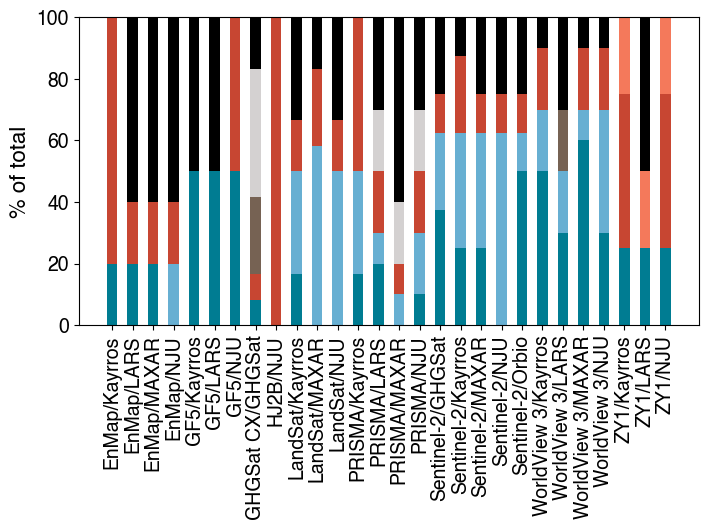 % of total
100
80
60
40
20
0
EnMap/Kayrros
EnMap/LARS
EnMap/MAXAR
EnMap/NJU
GF5/Kayrros
GF5/LARS
GF5/NJU
GHGSat CX/GHGSat
HJ2B/NJU
LandSat/Kayrros
LandSat/MAXAR
LandSat/NJU
PRISMA/Kayrros
PRISMA/LARS
PRISMA/MAXAR
PRISMA/NJU
Sentinel-2/GHGSat
Sentinel-2/Kayrros
Sentinel-2/MAXAR
Sentinel-2/NJU
Sentinel-2/Orbio
WorldView 3/Kayrros
WorldView 3/LARS
WorldView 3/MAXAR
WorldView 3/NJU
ZY1/Kayrros
ZY1/LARS
ZY1/NJU